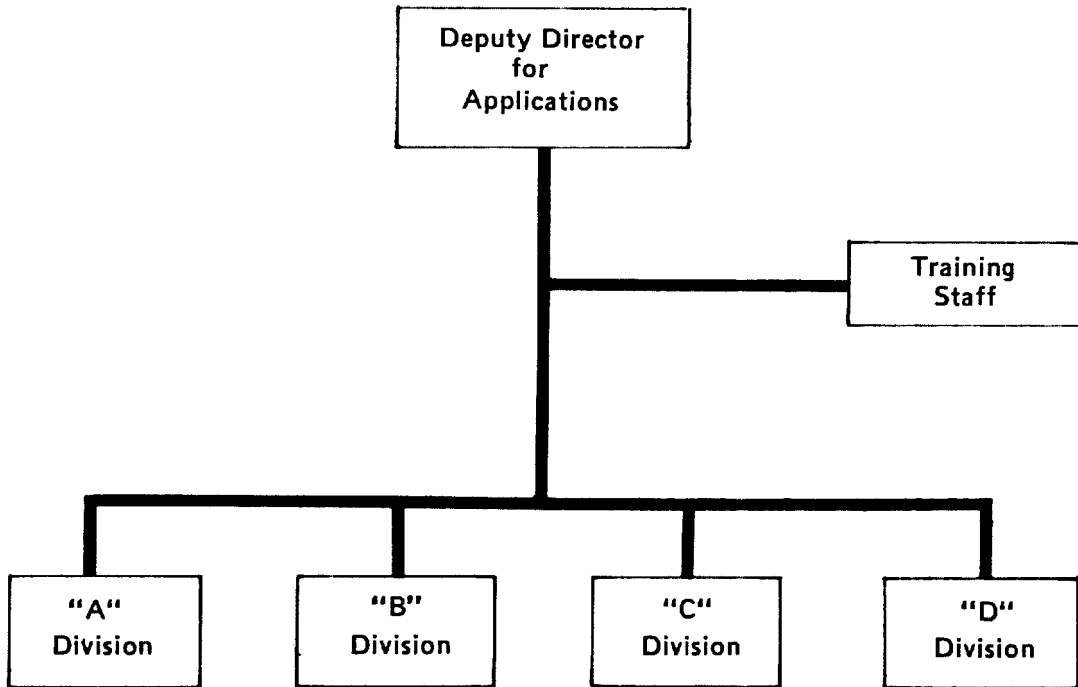 Deputy Director
for
Applications
Training
Staff
"A"
Division
"B"
Division
"C"
Division
"D"
Division